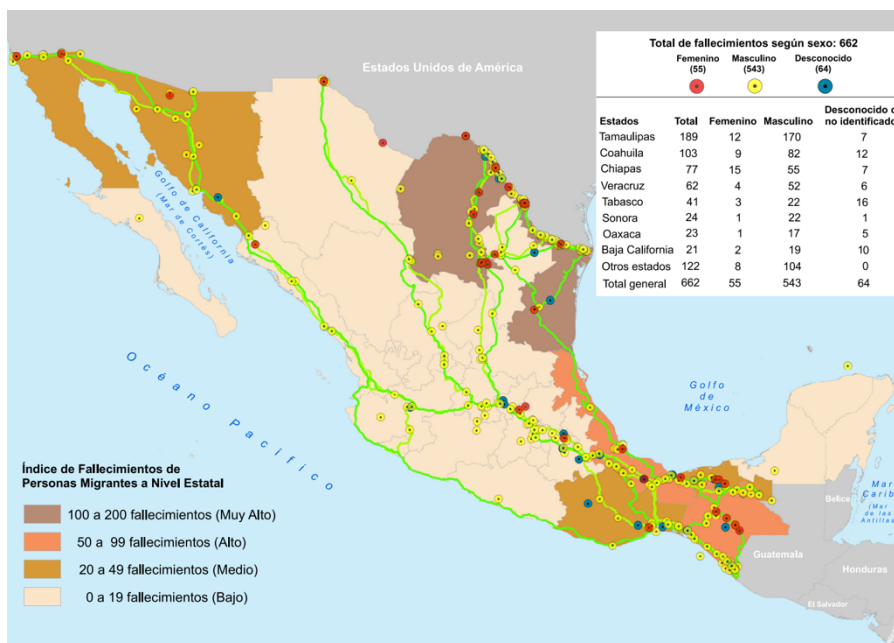 Estados Unidos de América
Total de fallecimientos según sexo: 662
Femenino Masculino Desconocido
(55) (543) (64)
Estados Total Femenino Masculino Desconocido o
no identificado
Tamaulipas 189 12 170 7
Coahuila 103 9 82 12
Chiapas 77 15 55 7
Veracruz 62 4 52 6
Tabasco 41 3 22 16
Sonora 24 1 22 1
Oaxaca 23 1 17 5
Baja California 21 2 19 10
Otros estados 122 8 104 0
Total general 662 55 543 64
Golfo de California
(Mar de Cortés)
Océano Pacífico
Golfo
de
México
Índice de Fallecimientos de
Personas Migrantes a Nivel Estatal
100 a 200 fallecimientos (Muy Alto)
50 a 99 fallecimientos (Alto)
20 a 49 fallecimientos (Medio)
0 a 19 fallecimientos (Bajo)
Belice
Mar
Carib
(Mar
de las
Antillas)
Guatemala
Honduras
El Salvador